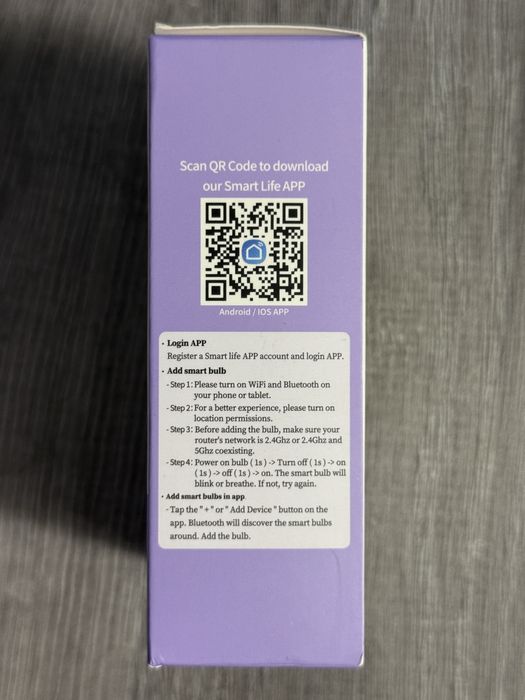 Scan QR Code to download
our Smart Life APP
Android / IOS APP
· Login APP
Register a Smart life APP account and login APP.
· Add smart bulb
- Step 1: Please turn on WiFi and Bluetooth on
your phone or tablet.
- Step 2: For a better experience, please turn on
location permissions.
- Step 3: Before adding the bulb, make sure your
router's network is 2.4Ghz or 2.4Ghz and
5Ghz coexisting.
- Step 4: Power on bulb ( 1s ) -> Turn off ( 1s ) -> on
( 1s ) -> off ( 1s ) -> on. The smart bulb will
blink or breathe. If not, try again.
· Add smart bulbs in app
- Tap the " + " or " Add Device " button on the
app. Bluetooth will discover the smart bulbs
around. Add the bulb.